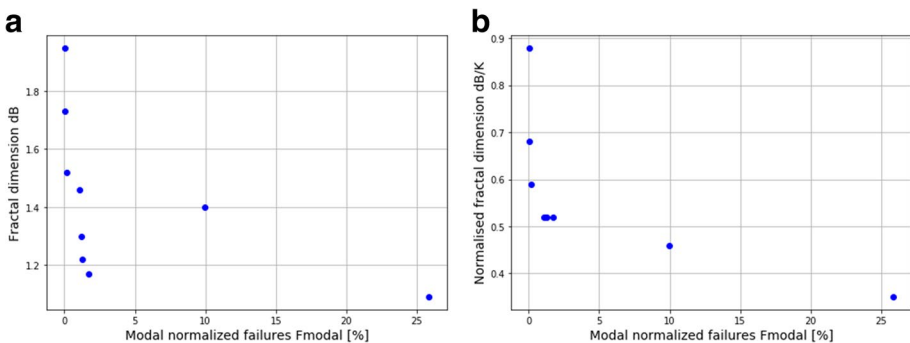 a
Fractal dimension dB
1.8
1.6
1.4
1.2
0 5 10 15 20 25
Modal normalized failures Fmodal [%]
b
Normalised fractal dimension dB/K
0.9
0.8
0.7
0.6
0.5
0.4
0 5 10 15 20 25
Modal normalized failures Fmodal [%]